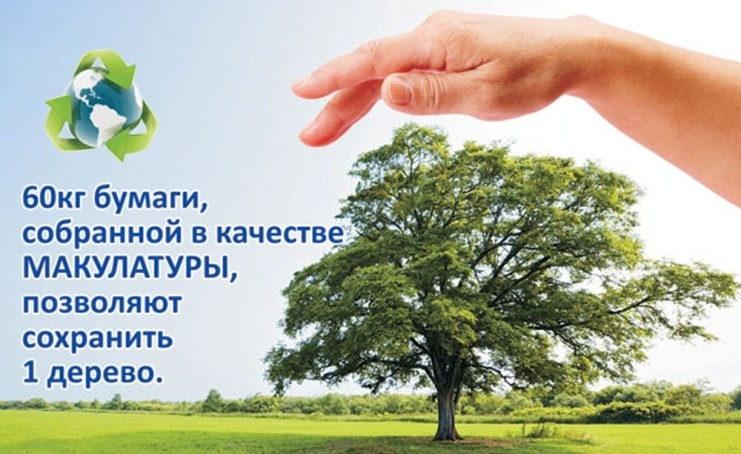 60кг бумаги,
собранной в качестве
МАКУЛАТУРЫ,
позволяют
сохранить
1 дерево.